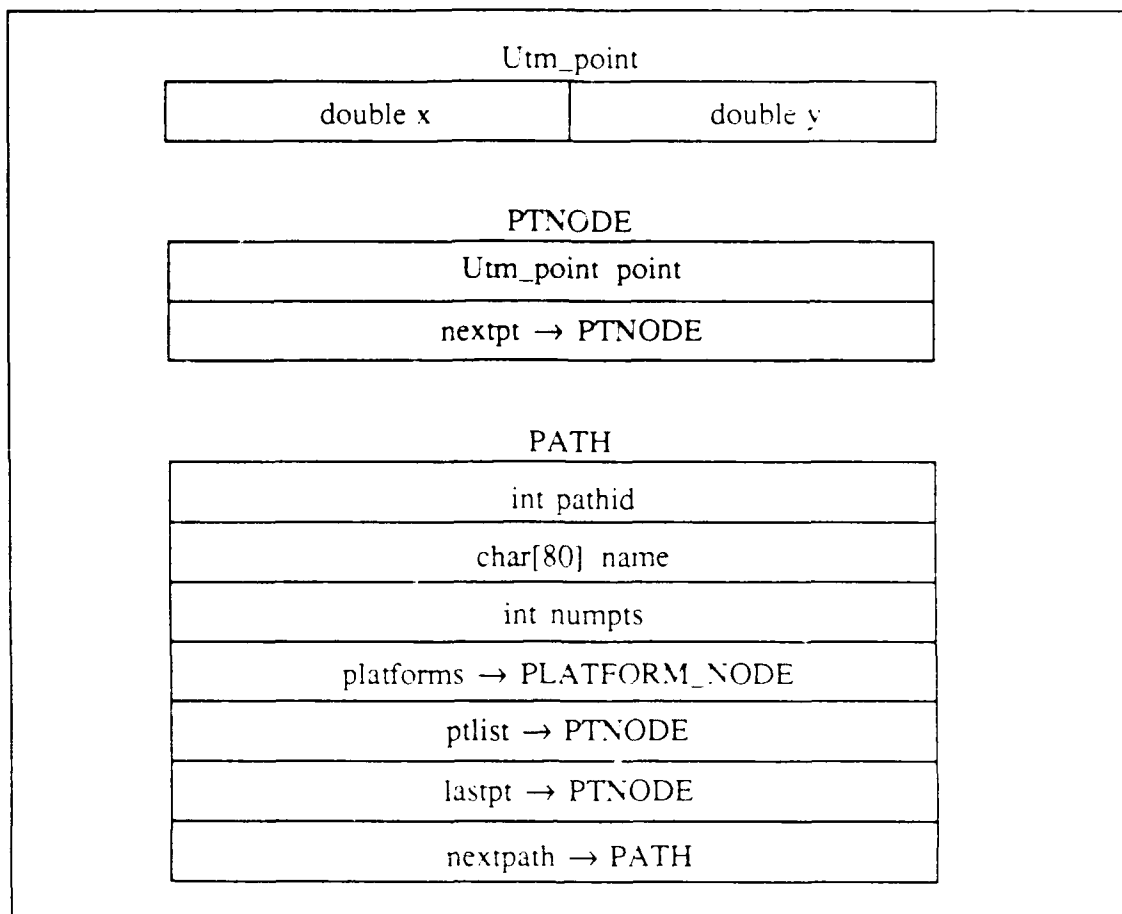 Utm_point
double x double y
PTNODE
Utm_point point
nextpt → PTNODE
PATH
int pathid
char[80] name
int numpts
platforms → PLATFORM_NODE
ptlist → PTNODE
lastpt → PTNODE
nextpath → PATH